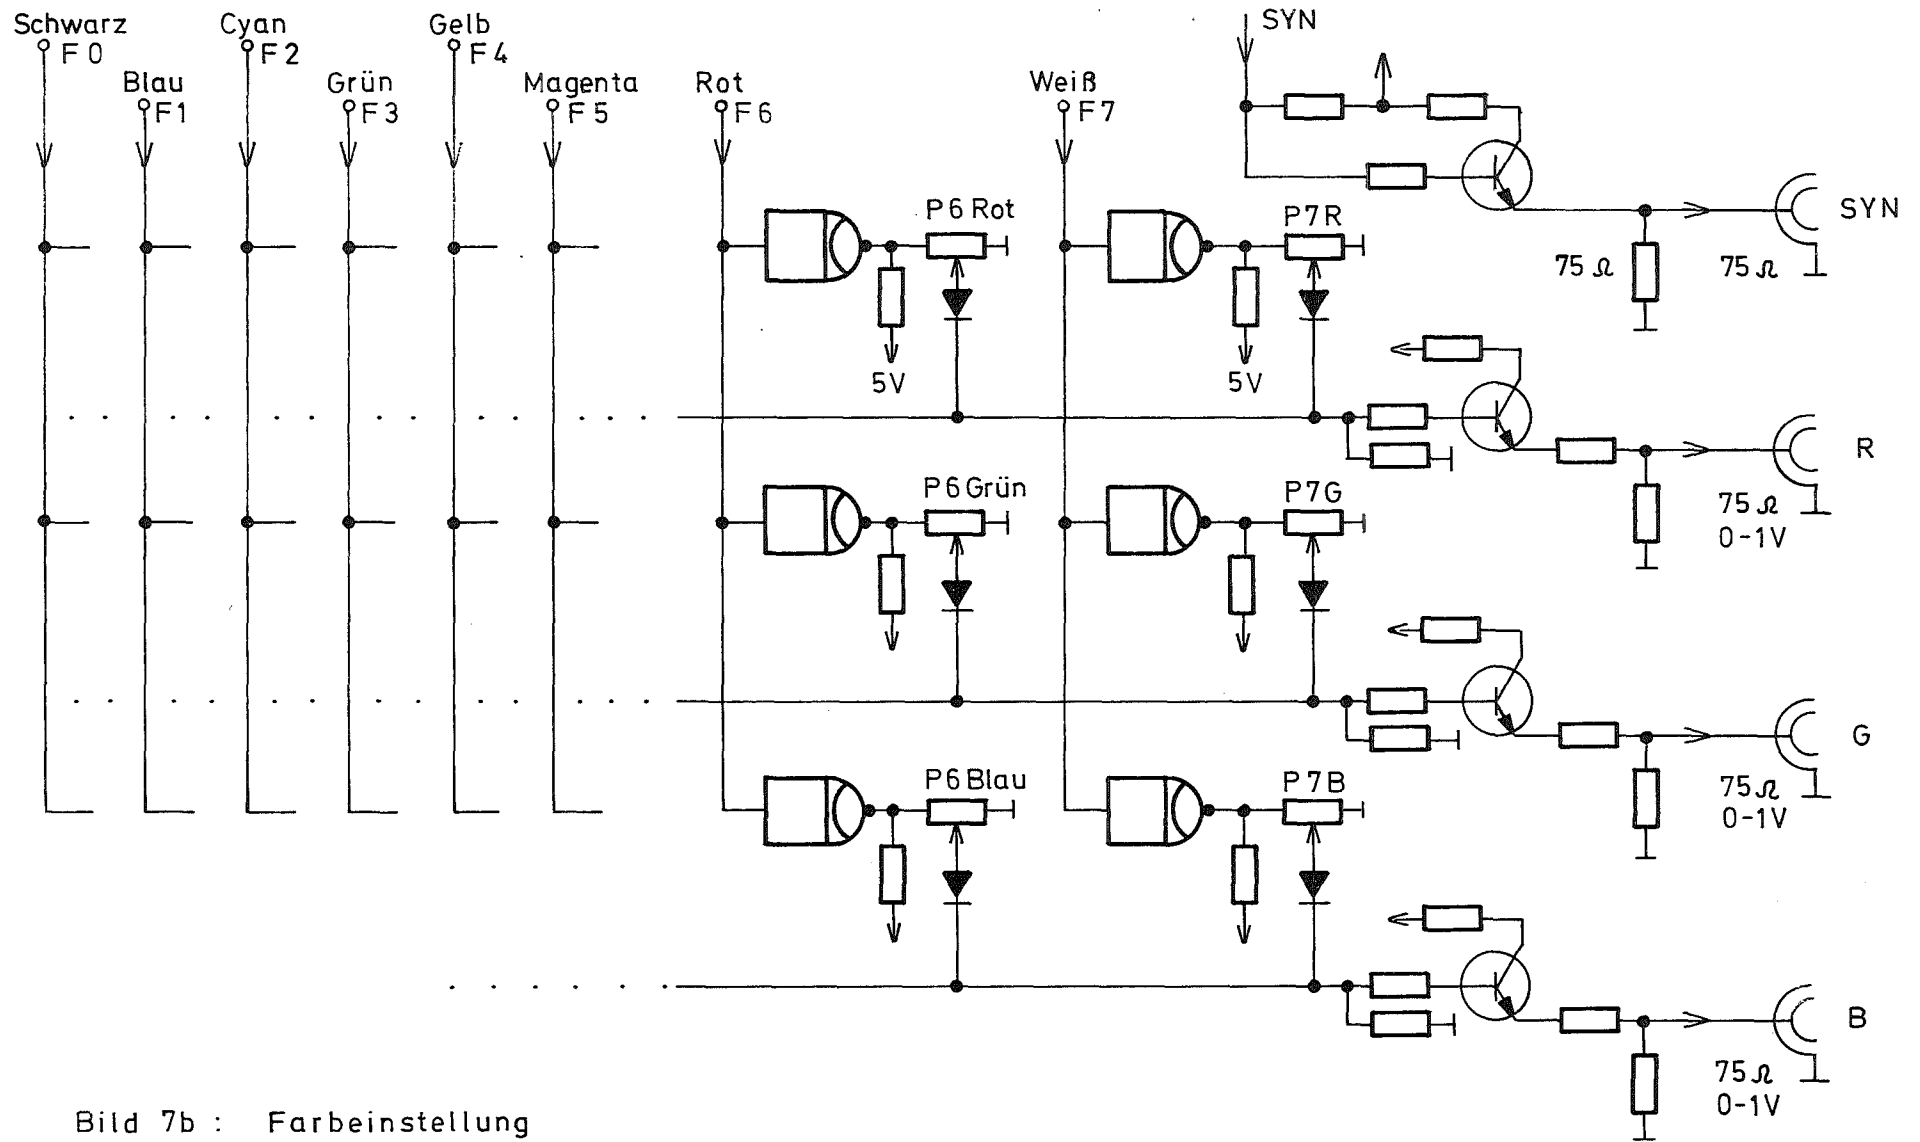 Schwarz
F0
Blau
F1
Cyan
F2
Grün
F3
Gelb
F4
Magenta
F5
Rot
F6
Weiß
F7
SYN
P6 Rot
5V
P7R
5V
SYN
75 Ω
75 Ω
R
75 Ω
0-1V
P6 Grün
P7G
G
75 Ω
0-1V
P6 Blau
P7B
B
75 Ω
0-1V
Bild 7b : Farbeinstellung